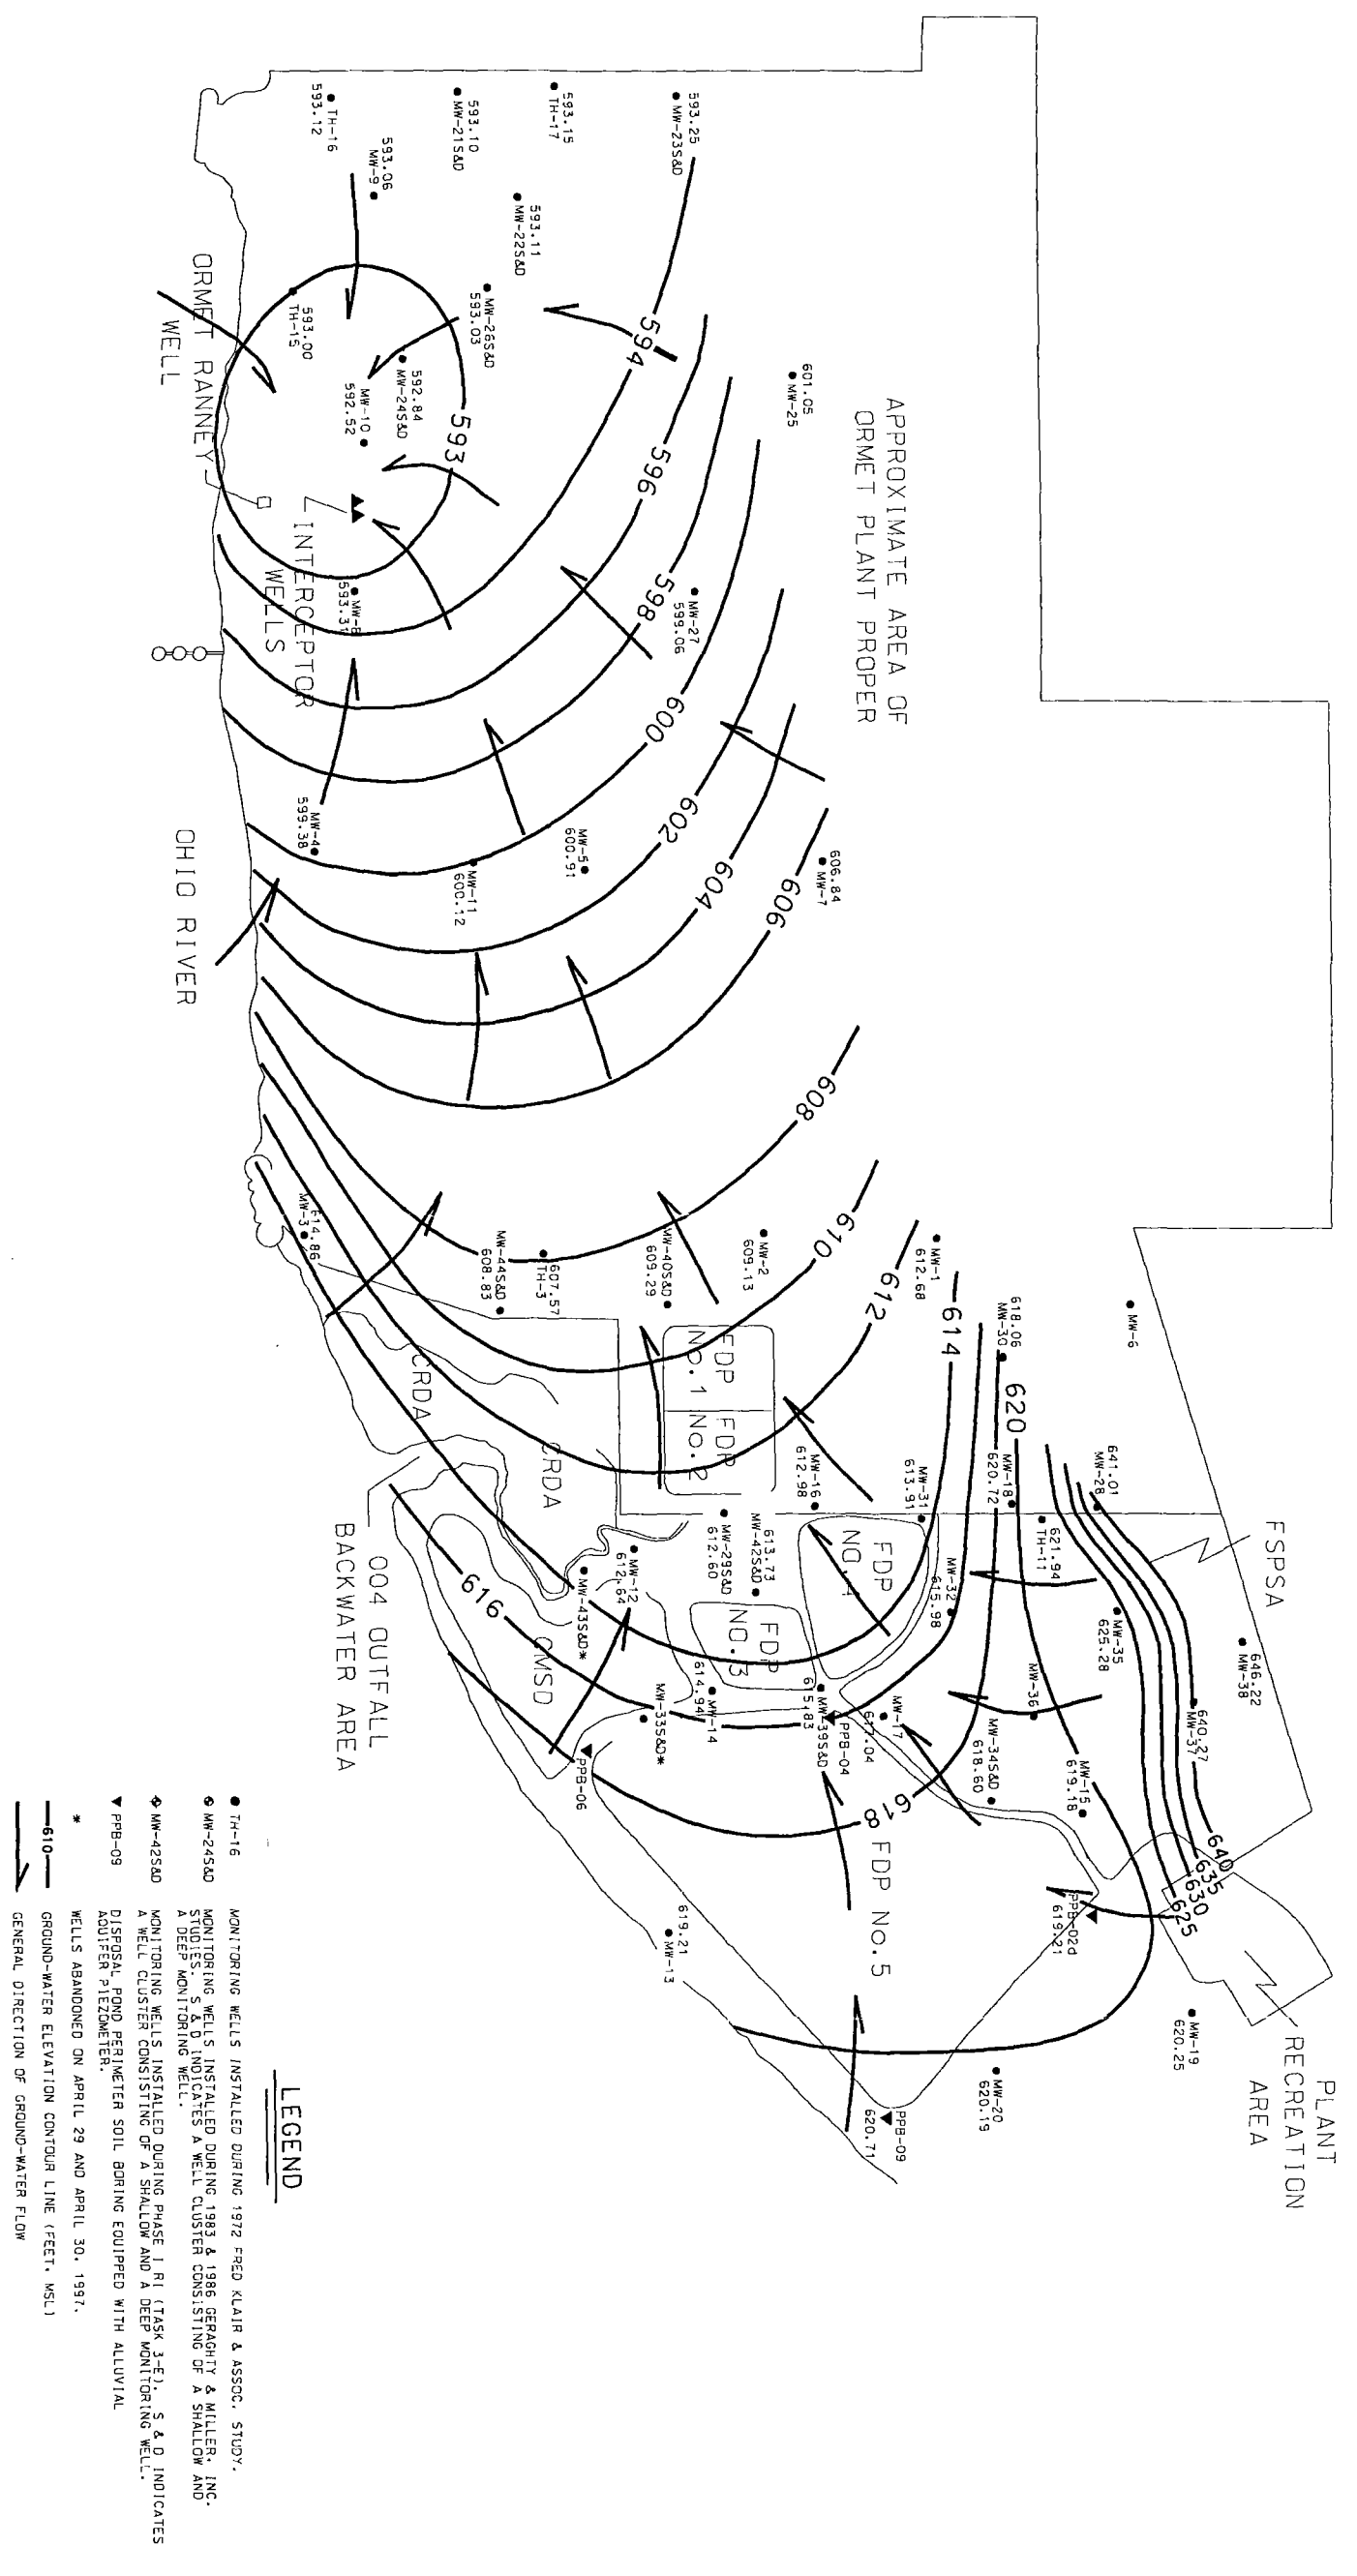 593.12
TH-16
593.06
MW-9
593.10
MW-21S&D
593.15
TH-17
593.25
MW-23S&D
593.11
MW-22S&D
MW-26S&D
593.03
593.00
TH-15
592.84
MW-24S&D
MW-10
592.52
593
594
596
598
600
602
604
606
608
610
612
614
616
618
620
625
630
635
640
601.05
MW-25
APPROXIMATE AREA OF
ORMET PLANT PROPER
ORMET RANNEY
WELL
INTERCEPTOR
WELLS
MW-8
593.31
MW-27
599.06
MW-4
599.38
MW-11
600.12
MW-5
600.91
606.84
MW-7
OHIO RIVER
614.86
MW-3
MW-44S&D
608.83
607.57
TH-3
MW-40S&D
609.29
MW-2
609.13
MW-1
612.68
618.06
MW-30
MW-6
FDP
NO. 1
FDP
NO. 2
CRDA
CRDA
MW-16
612.98
MW-31
613.91
MW-18
620.72
641.01
MW-28
621.94
TH-11
FSPSA
004 OUTFALL
BACKWATER AREA
MW-12
612.64
MW-43S&D*
MW-29S&D
612.60
613.73
MW-42S&D
FDP
NO. 4
MW-32
615.98
MW-35
625.28
646.22
MW-38
CMSD
FDP
NO. 3
MW-14
614.94
MW-33S&D*
MW-39S&D
615.83
PPB-04
MW-17
617.04
MW-36
MW-34S&D
618.60
MW-15
619.18
640.27
MW-37
PPB-06
FDP No. 5
619.21
MW-13
PPB-02d
619.21
MW-19
620.25
MW-20
620.19
PPB-09
620.71
PLANT
RECREATION
AREA
LEGEND
TH-16 MONITORING WELLS INSTALLED DURING 1972 FRED KLAIR & ASSOC. STUDY.
MW-24S&D MONITORING WELLS INSTALLED DURING 1983 & 1986 GERAGHTY & MILLER, INC.
STUDIES. S & D INDICATES A WELL CLUSTER CONSISTING OF A SHALLOW AND
A DEEP MONITORING WELL.
MW-42S&D MONITORING WELLS INSTALLED DURING PHASE I RI (TASK 3-E). S & D INDICATES
A WELL CLUSTER CONSISTING OF A SHALLOW AND A DEEP MONITORING WELL.
PPB-09 DISPOSAL POND PERIMETER SOIL BORING EQUIPPED WITH ALLUVIAL
AQUIFER PIEZOMETER.
* WELLS ABANDONED ON APRIL 29 AND APRIL 30, 1997.
610 GROUND-WATER ELEVATION CONTOUR LINE (FEET, MSL)
GENERAL DIRECTION OF GROUND-WATER FLOW